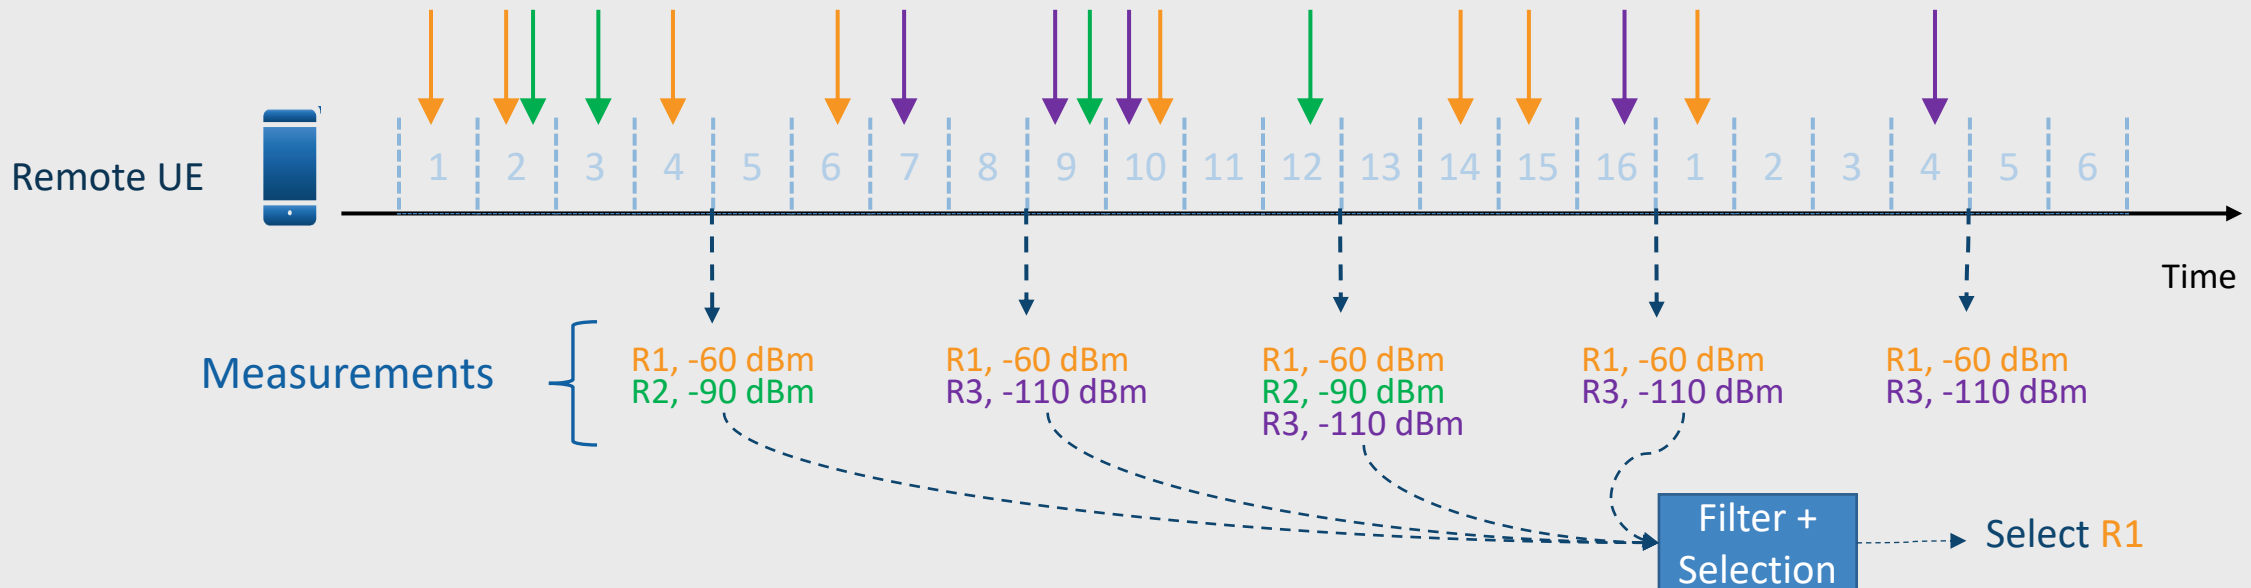 Remote UE
1 2 3 4 5 6 7 8 9 10 11 12 13 14 15 16 1 2 3 4 5 6
Time
Measurements
R1, -60 dBm R1, -60 dBm R1, -60 dBm R1, -60 dBm R1, -60 dBm
R2, -90 dBm R3, -110 dBm R2, -90 dBm R3, -110 dBm R3, -110 dBm
R3, -110 dBm
Filter +
Selection
Select R1